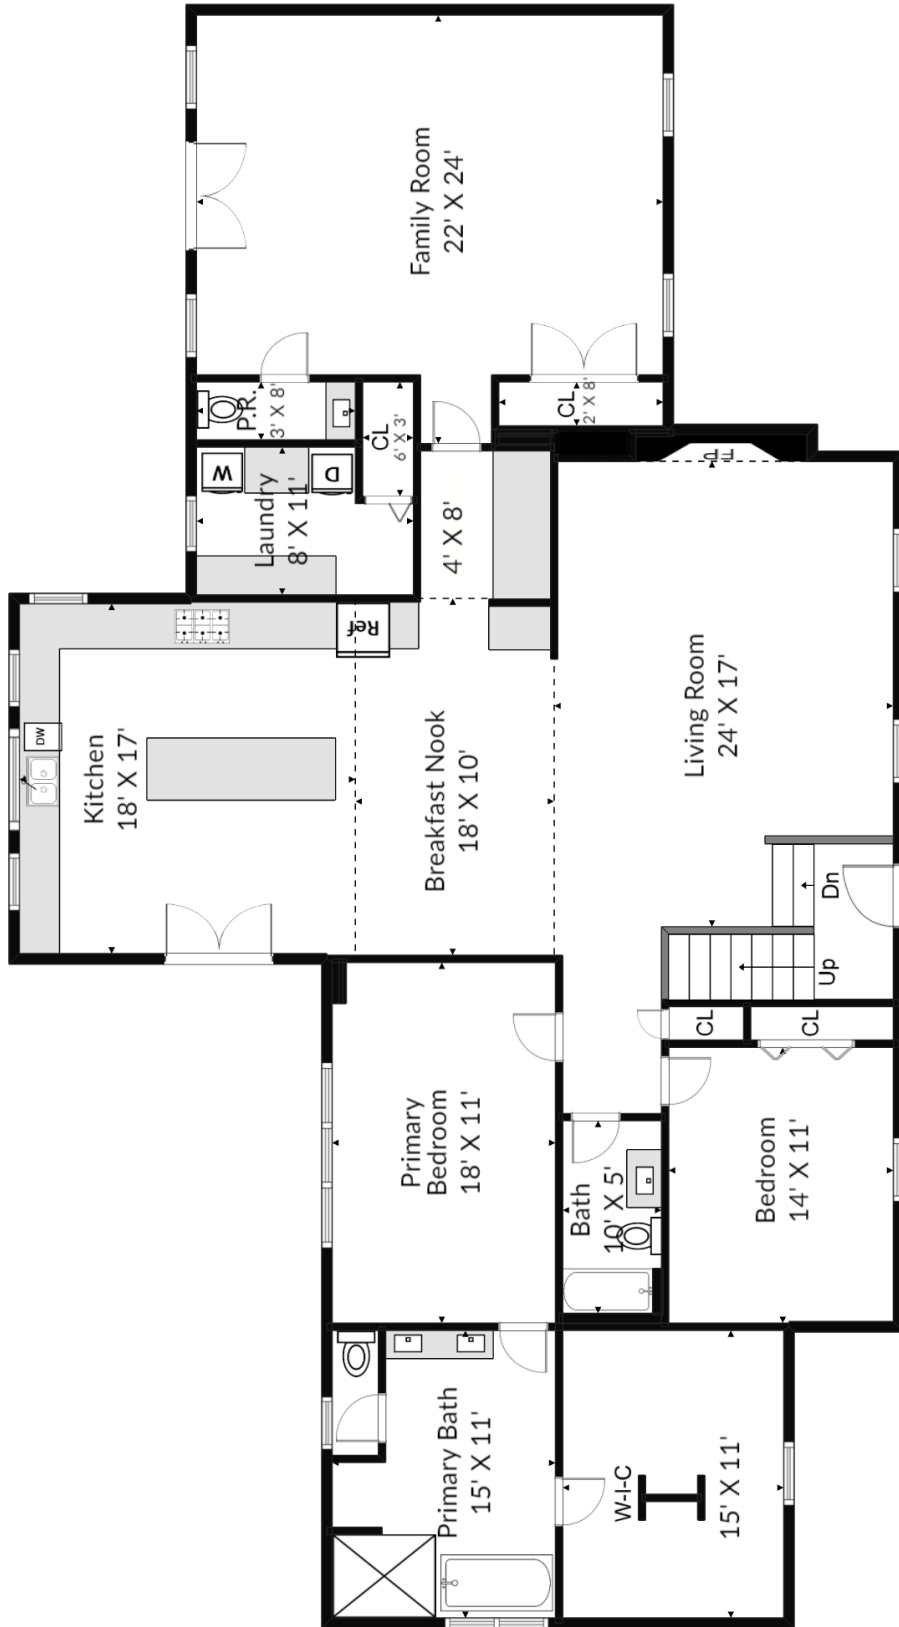 Family Room
22' X 24'
P.R.
3' X 8'
CL
6' X 3'
CL
2' X 8'
FP
W
D
Laundry
8' X 11'
4' X 8'
Ref
DW
Kitchen
18' X 17'
Breakfast Nook
18' X 10'
Living Room
24' X 17'
Dn
Up
CL
CL
Primary
Bedroom
18' X 11'
Bath
10' X 5'
Bedroom
14' X 11'
Primary Bath
15' X 11'
W-I-C
15' X 11'